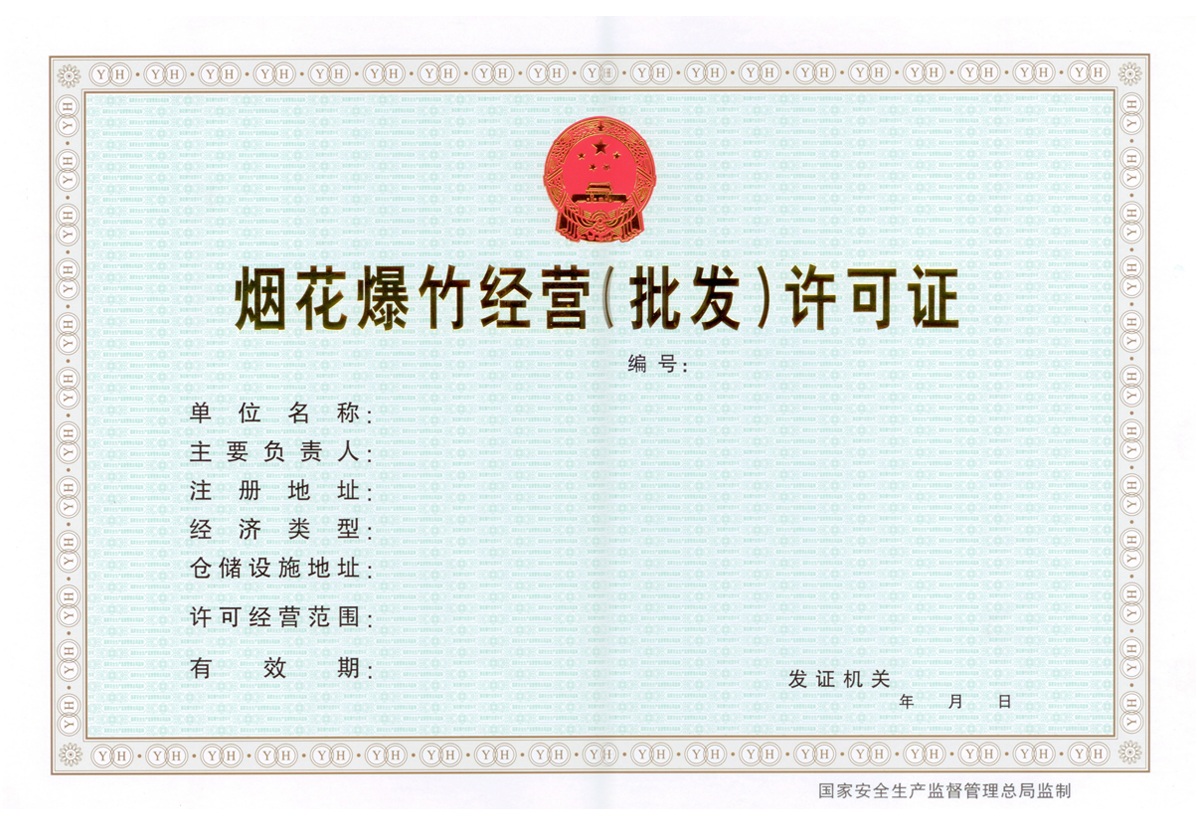 烟花爆竹经营(批发)许可证
编号:
单位名称:
主要负责人:
注册地址:
经济类型:
仓储设施地址:
许可经营范围:
有效期:
发证机关
年 月 日
国家安全生产监督管理总局监制